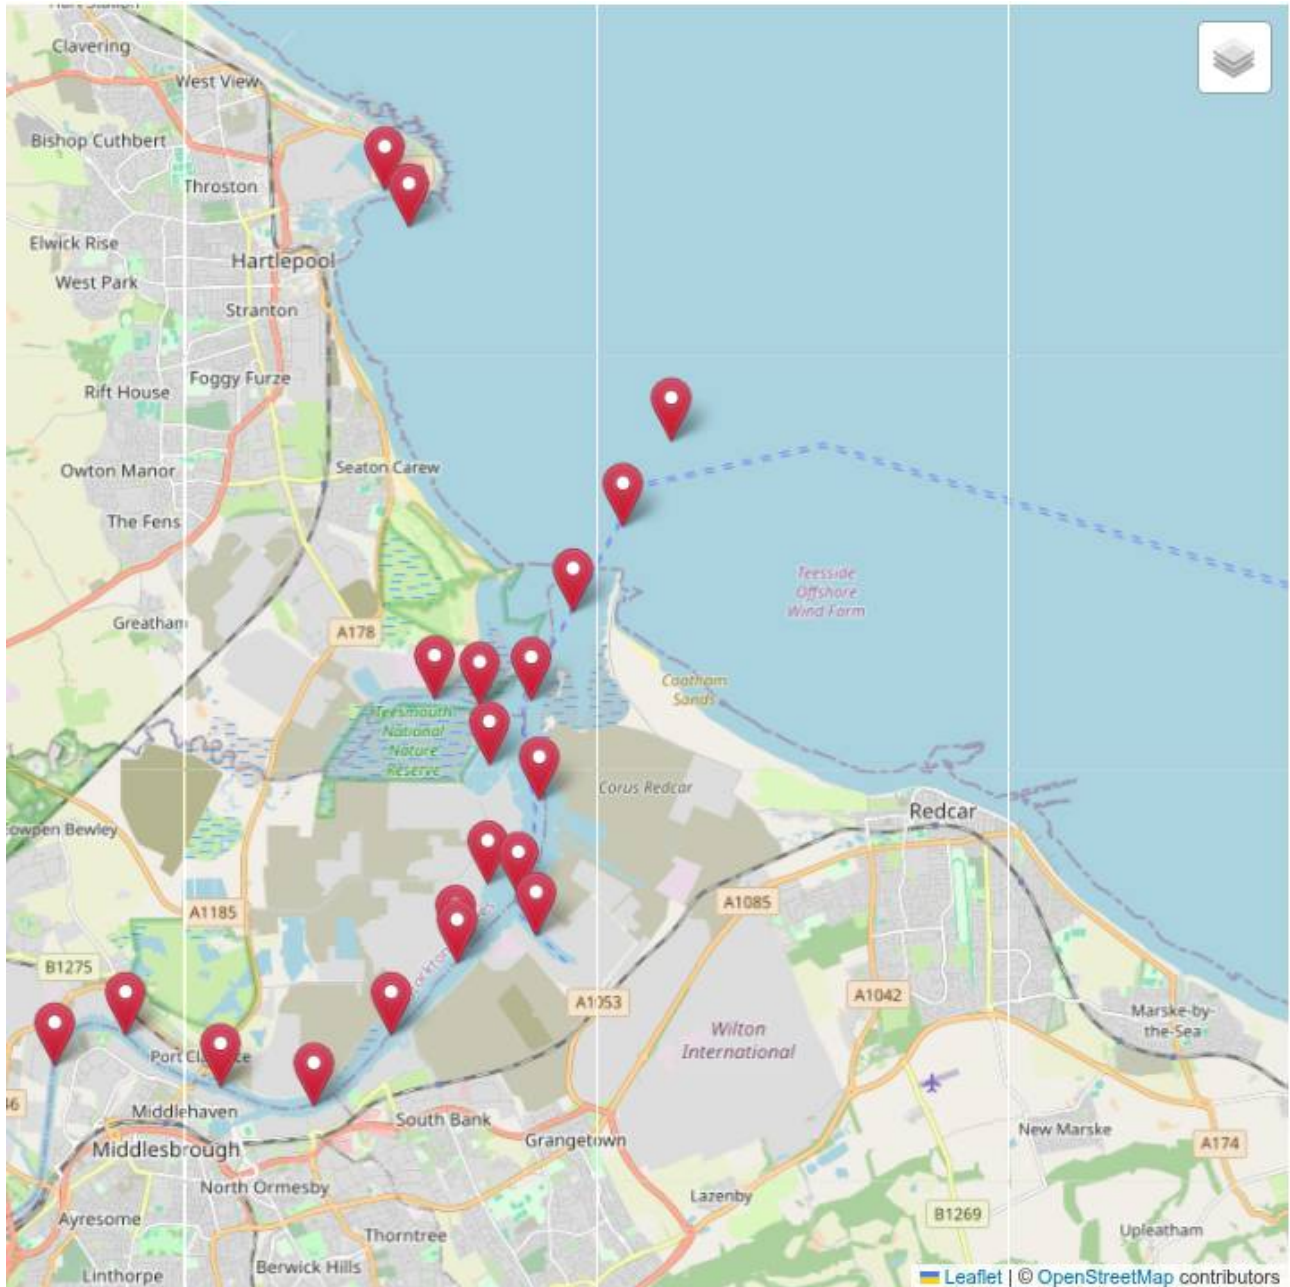 Clavering
West View
Bishop Cuthbert
Throston
Elwick Rise
Hartlepool
West Park
Stranton
Foggy Furze
Rift House
Owton Manor
Seaton Carew
The Fens
Teesside
Offshore
Wind Farm
Greatham
A178
Coatham
Sands
Teesmouth
National
Nature
Reserve
Corus Redcar
Redcar
Cowpen Bewley
A1085
A1185
B1275
A1053
A1042
Wilton
International
Marske-by-
the-Sea
Middlehaven
South Bank
Middlesbrough
Grangetown
New Marske
A174
North Ormesby
Lazenby
B1269
Ayresome
Thorntree
Upleatham
Berwick Hills
Linthorpe
Leaflet | © OpenStreetMap contributors